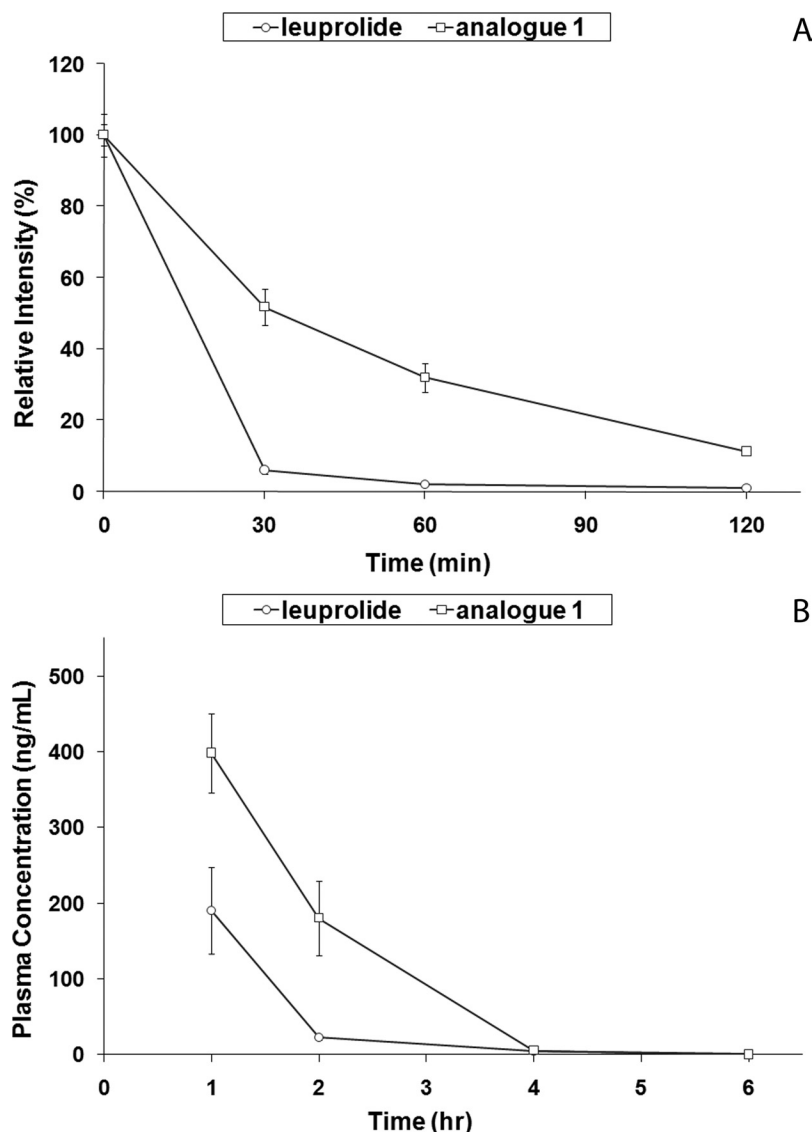 leuprolide analogue 1 A
120
100
80
60
40
20
0
Relative Intensity (%)
0 30 60 90 120
Time (min)
leuprolide analogue 1 B
500
400
300
200
100
0
Plasma Concentration (ng/mL)
0 1 2 3 4 5 6
Time (hr)